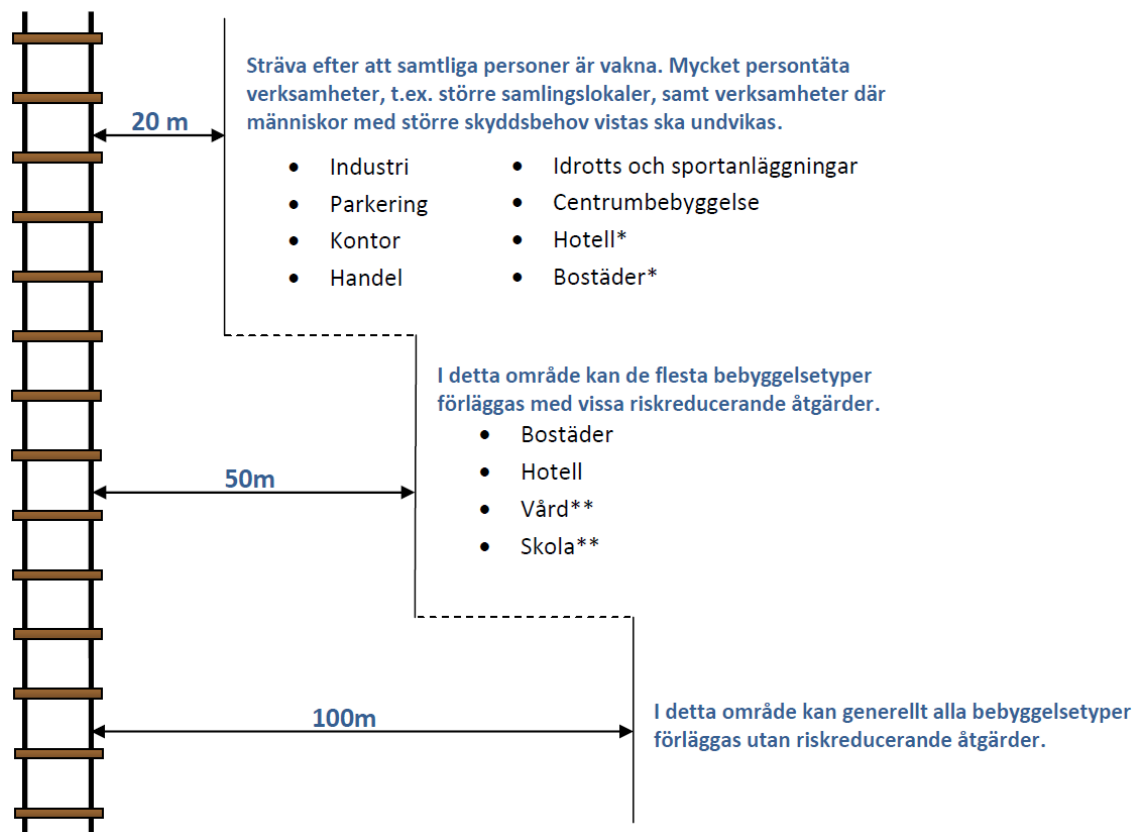 Sträva efter att samtliga personer är vakna. Mycket persontäta
verksamheter, t.ex. större samlingslokaler, samt verksamheter där
människor med större skyddsbehov vistas ska undvikas.
20 m
• Industri
• Parkering
• Kontor
• Handel
• Idrotts och sportanläggningar
• Centrumbebyggelse
• Hotell*
• Bostäder*
I detta område kan de flesta bebyggelsetyper
förläggas med vissa riskreducerande åtgärder.
• Bostäder
• Hotell
• Vård**
• Skola**
50m
100m
I detta område kan generellt alla bebyggelsetyper
förläggas utan riskreducerande åtgärder.